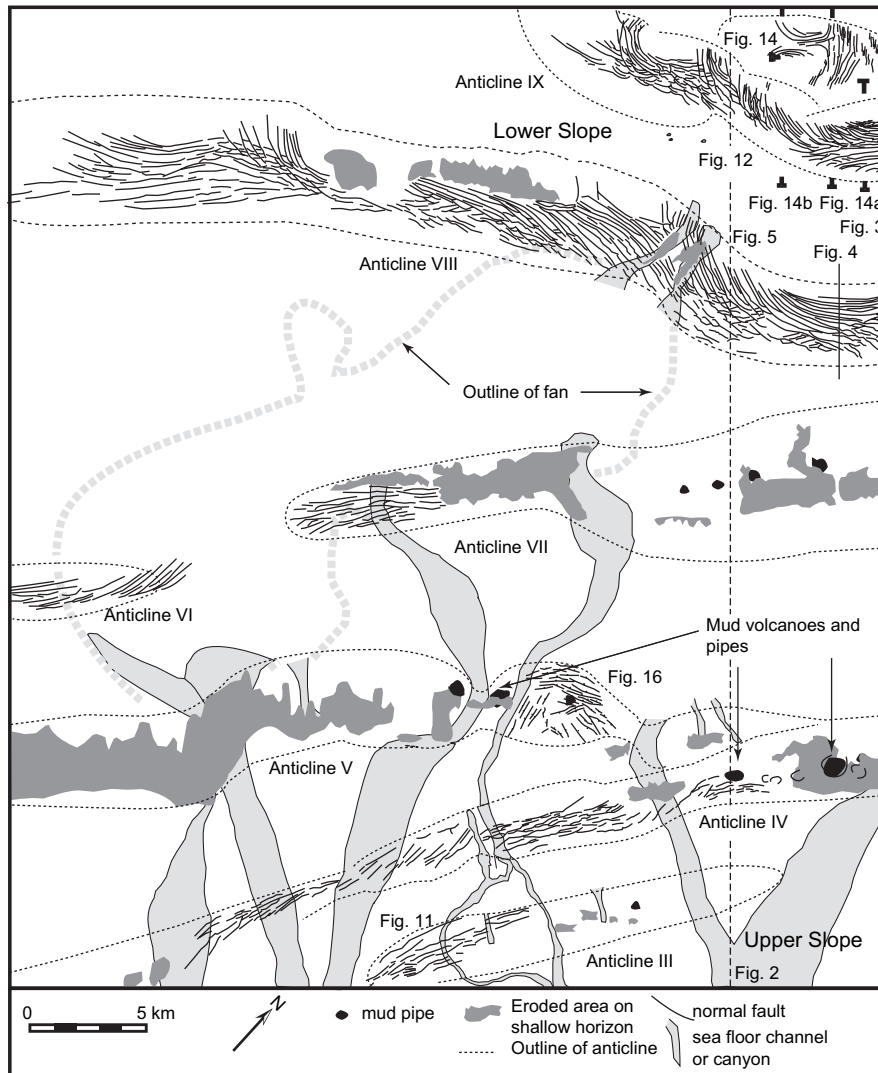 Fig. 14
Anticline IX
Lower Slope
Fig. 12
Fig. 14b
Fig. 14a
Fig. 3
Fig. 5
Fig. 4
Anticline VIII
Outline of fan
Anticline VII
Anticline VI
Mud volcanoes and
pipes
Fig. 16
Anticline V
Anticline IV
Fig. 11
Anticline III
Upper Slope
Fig. 2
0
5 km
N
mud pipe
Eroded area on
shallow horizon
Outline of anticline
normal fault
sea floor channel
or canyon